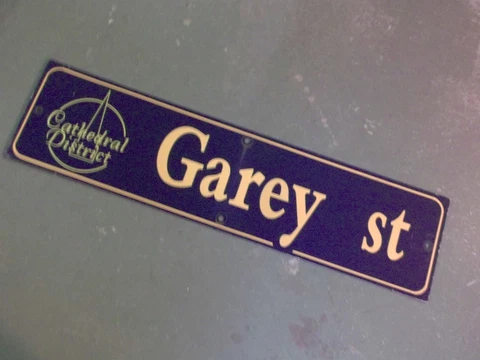 Cathedral
District
Garey st